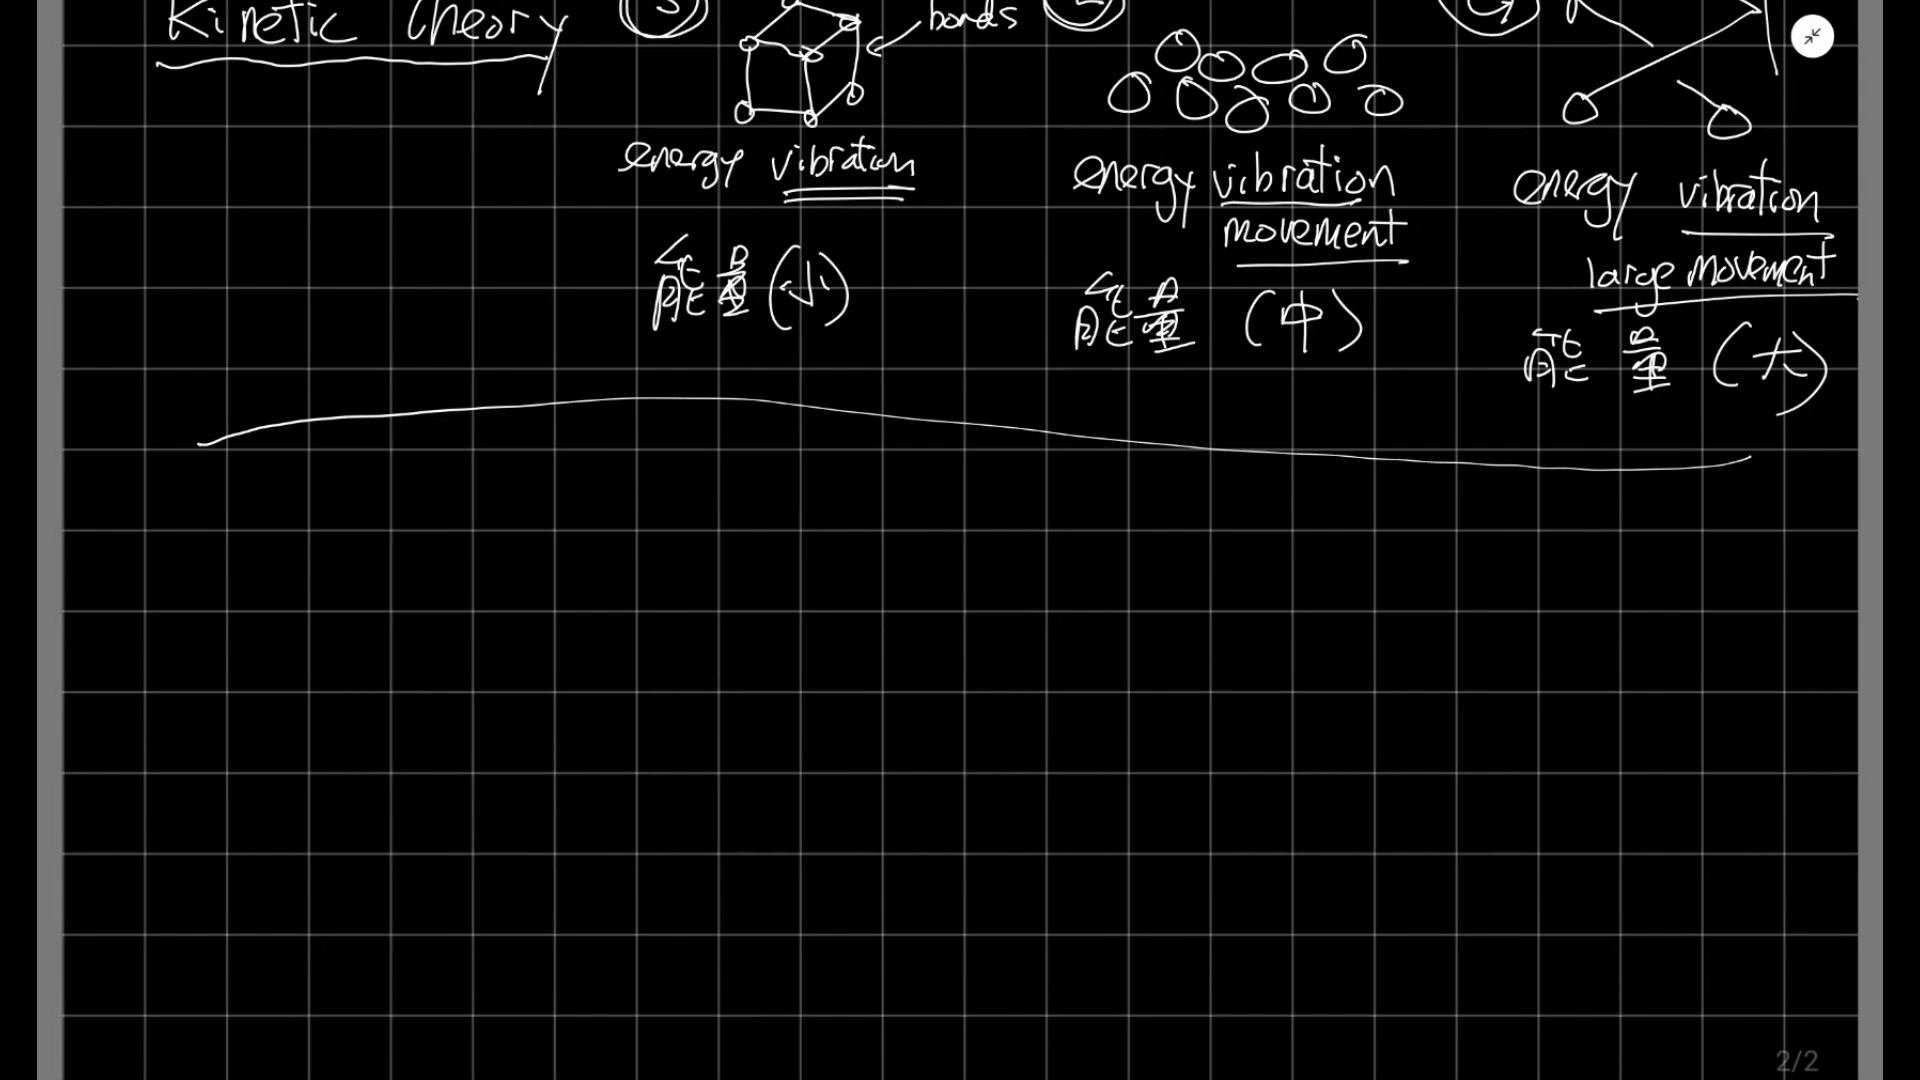 Kinetic theory
bonds
energy vibration
能量 (小)
energy vibration
movement
能量 (中)
energy vibration
large movement
能量 (大)
2/2